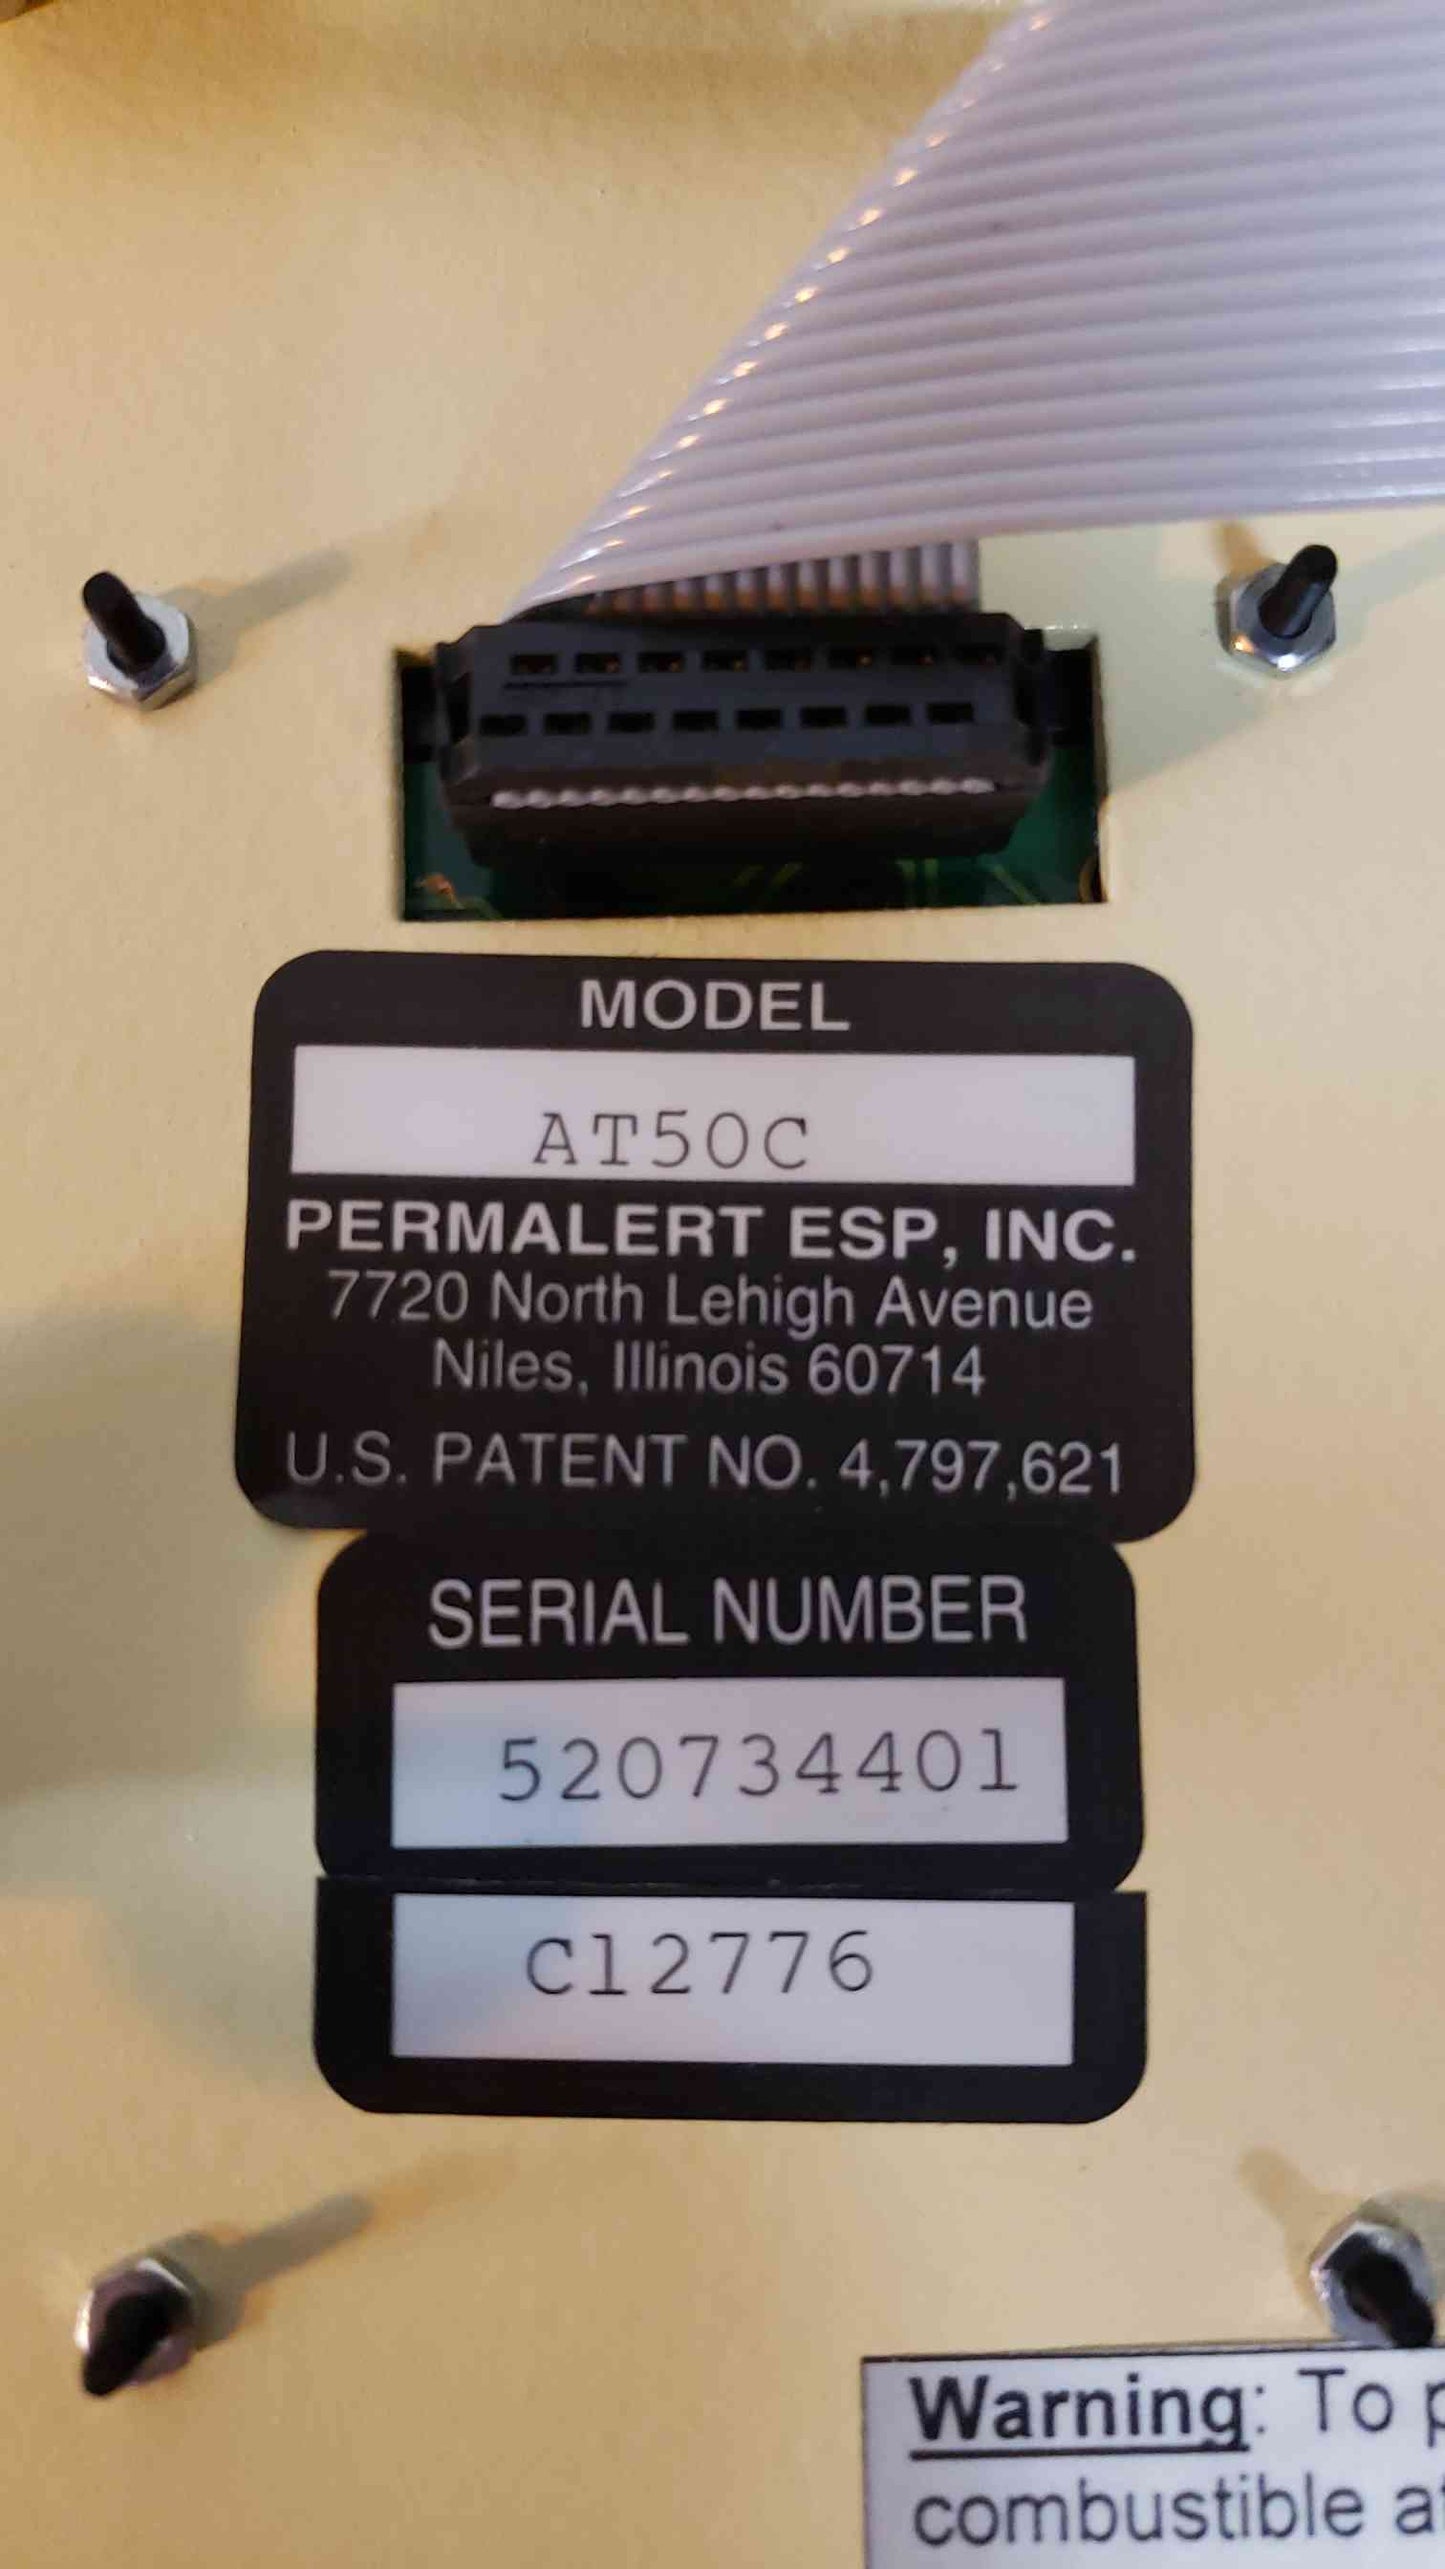 MODEL
AT50C
PERMALERT ESP, INC.
7720 North Lehigh Avenue
Niles, Illinois 60714
U.S. PATENT NO. 4,797,621
SERIAL NUMBER
520734401
C12776
Warning: To
combustible